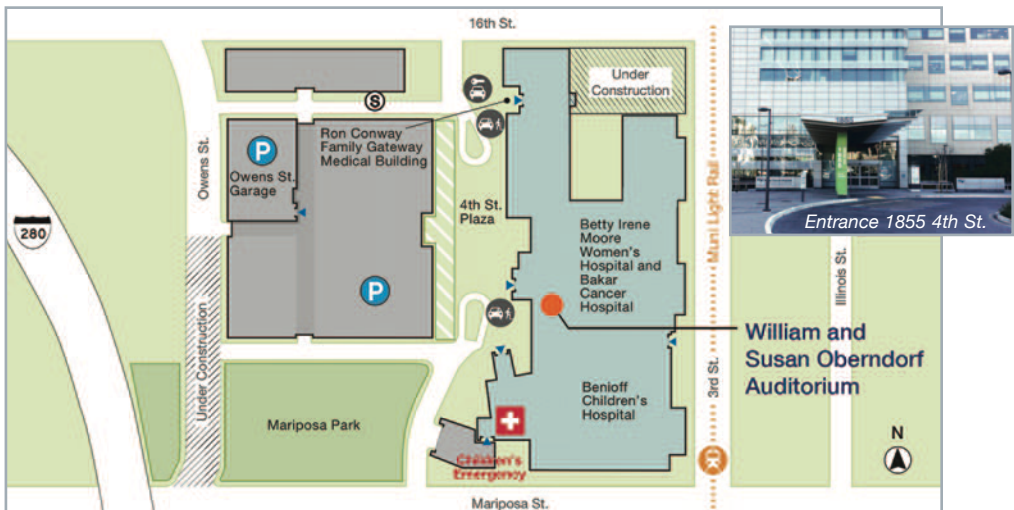 16th St.
Under
Construction
S
Ron Conway
Family Gateway
Medical Building
P
Owens St.
Garage
Owens St.
4th St.
Plaza
280
Betty Irene
Moore
Women's
Hospital and
Bakar
Cancer
Hospital
Muni Light Rail
Entrance 1855 4th St.
Illinois St.
P
William and
Susan Oberndorf
Auditorium
Under Construction
3rd St.
Benioff
Children's
Hospital
Mariposa Park
N
Children's
Emergency
K
Mariposa St.